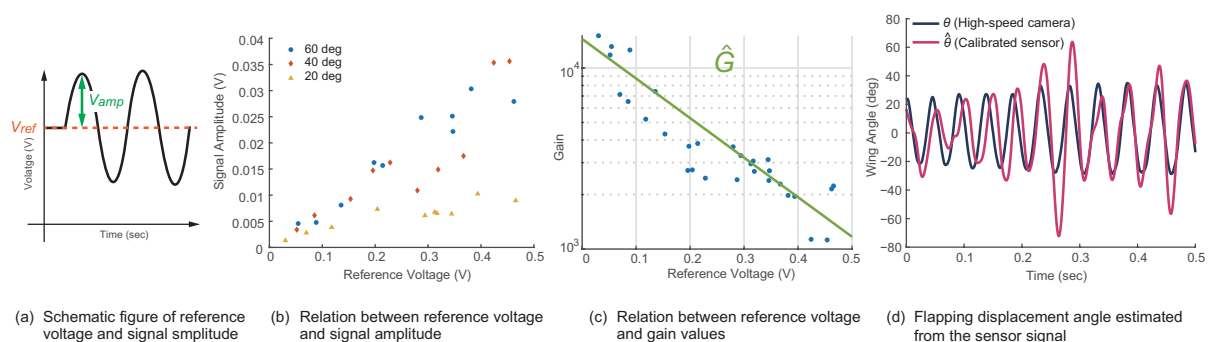 Vamp
Vref
Volatge (V)
Time (sec)
0.04
0.035
0.03
0.025
0.02
0.015
0.01
0.005
0
Signal Amplitude (V)
60 deg
40 deg
20 deg
0 0.1 0.2 0.3 0.4 0.5
Reference Voltage (V)
10^4
10^3
Gain
Ĝ
0 0.1 0.2 0.3 0.4 0.5
Reference Voltage (V)
80
60
40
20
0
-20
-40
-60
-80
Wing Angle (deg)
θ (High-speed camera)
θ̂ (Calibrated sensor)
0 0.1 0.2 0.3 0.4 0.5
Time (sec)
(a) Schematic figure of reference
voltage and signal smplitude
(b) Relation between reference voltage
and signal amplitude
(c) Relation between reference voltage
and gain values
(d) Flapping displacement angle estimated
from the sensor signal